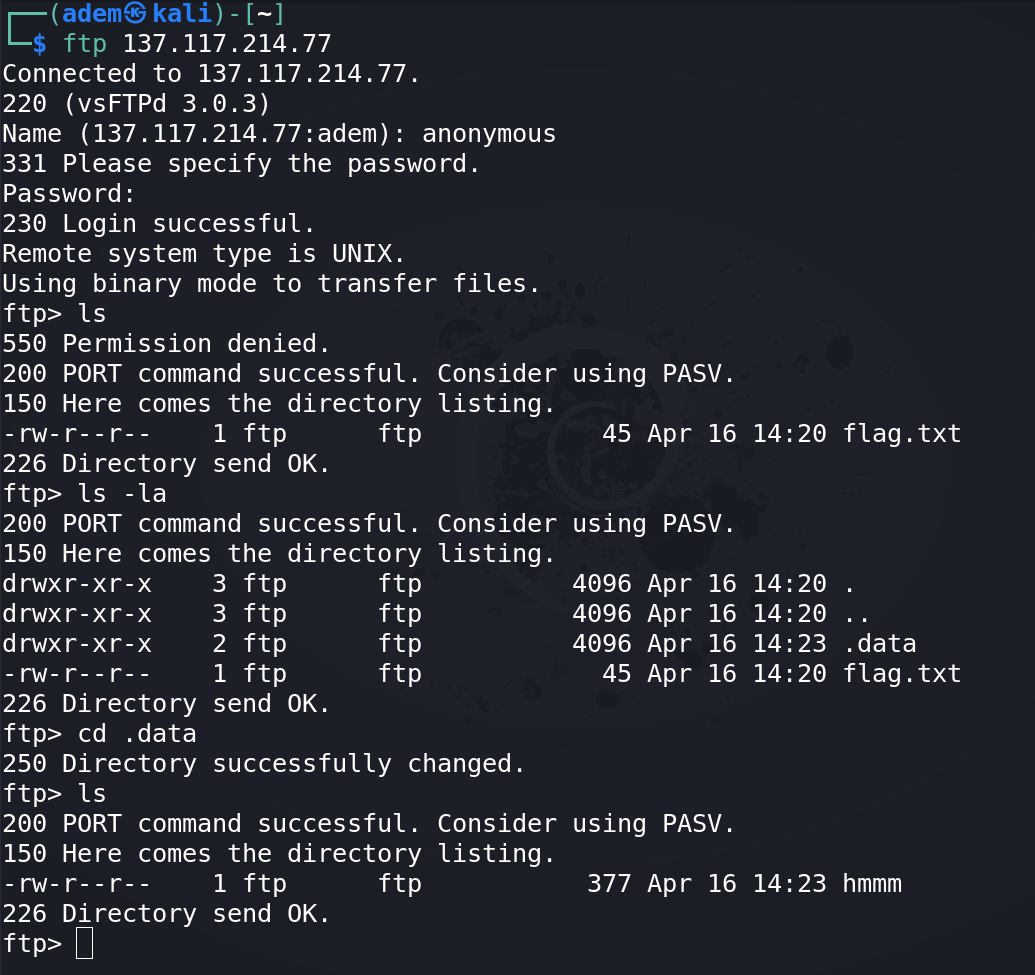 ┌──(adem㉿kali)-[~]
└─$ ftp 137.117.214.77
Connected to 137.117.214.77.
220 (vsFTPd 3.0.3)
Name (137.117.214.77:adem): anonymous
331 Please specify the password.
Password:
230 Login successful.
Remote system type is UNIX.
Using binary mode to transfer files.
ftp> ls
550 Permission denied.
200 PORT command successful. Consider using PASV.
150 Here comes the directory listing.
-rw-r--r--    1 ftp      ftp            45 Apr 16 14:20 flag.txt
226 Directory send OK.
ftp> ls -la
200 PORT command successful. Consider using PASV.
150 Here comes the directory listing.
drwxr-xr-x    3 ftp      ftp          4096 Apr 16 14:20 .
drwxr-xr-x    3 ftp      ftp          4096 Apr 16 14:20 ..
drwxr-xr-x    2 ftp      ftp          4096 Apr 16 14:23 .data
-rw-r--r--    1 ftp      ftp            45 Apr 16 14:20 flag.txt
226 Directory send OK.
ftp> cd .data
250 Directory successfully changed.
ftp> ls
200 PORT command successful. Consider using PASV.
150 Here comes the directory listing.
-rw-r--r--    1 ftp      ftp           377 Apr 16 14:23 hmmm
226 Directory send OK.
ftp>